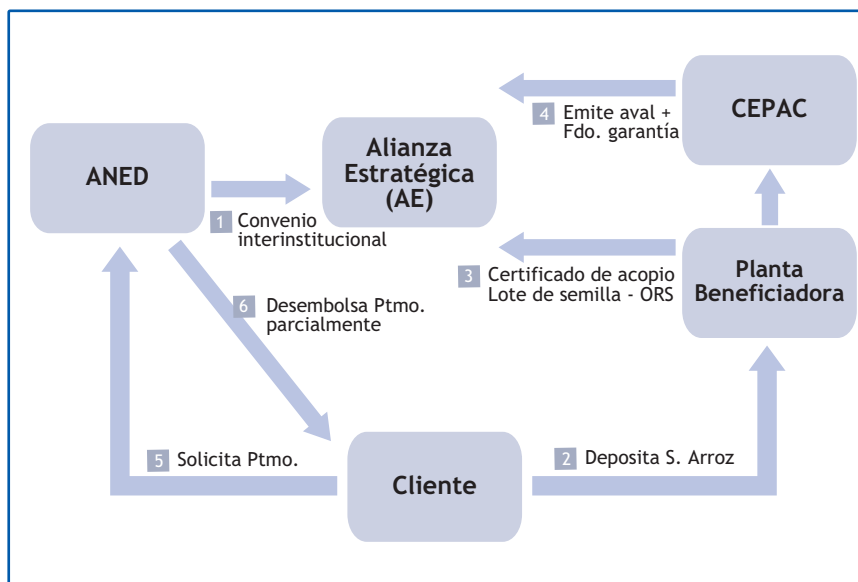 CEPAC
4 Emite aval +
Fdo. garantía
ANED
Alianza
Estratégica
(AE)
1 Convenio
interinstitucional
3 Certificado de acopio
Lote de semilla - ORS
Planta
Beneficiadora
6 Desembolsa Ptmo.
parcialmente
5 Solicita Ptmo.
Cliente
2 Deposita S. Arroz